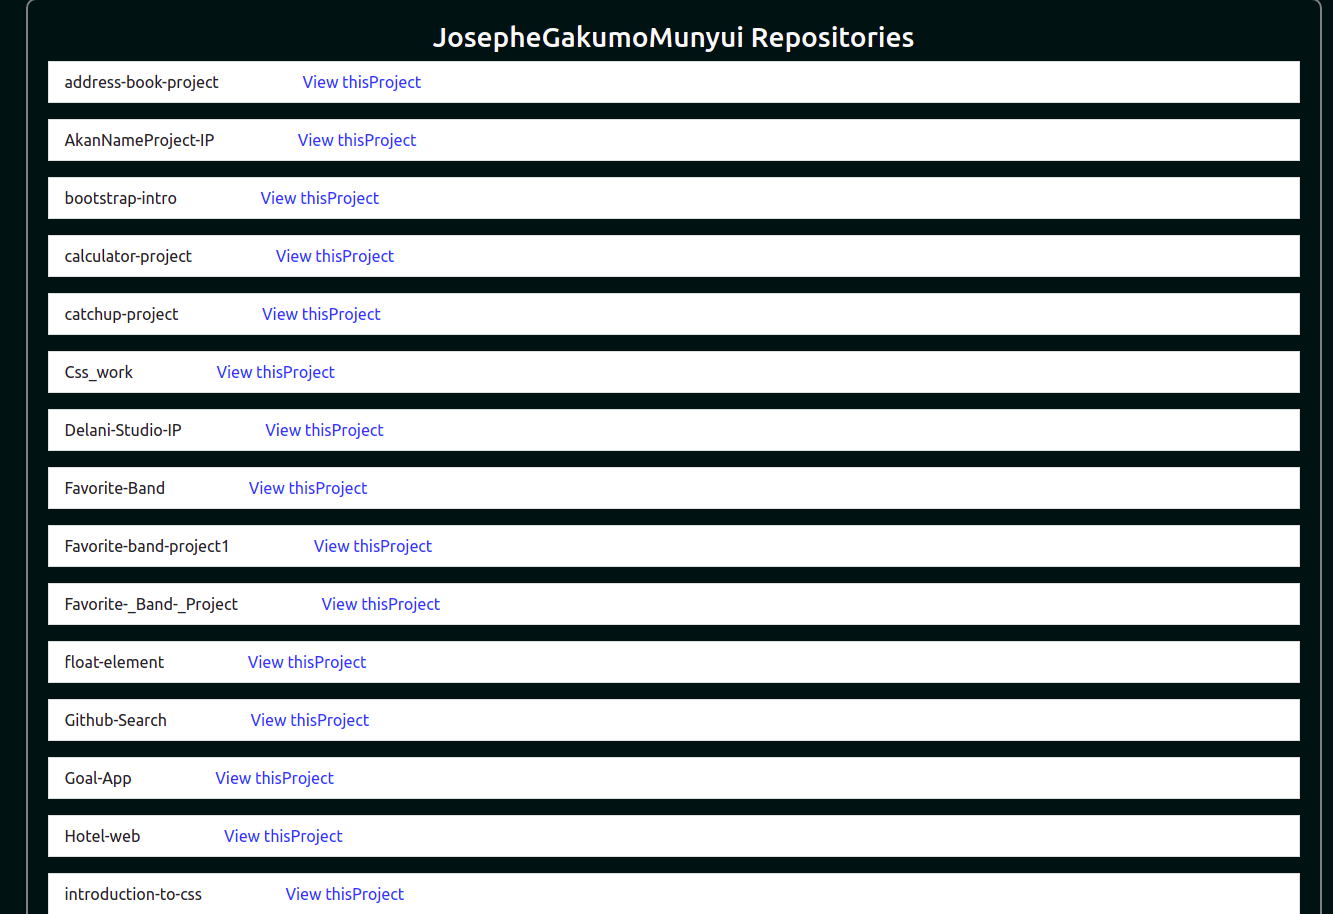 JosepheGakumoMunyui Repositories
address-book-project View thisProject
AkanNameProject-IP View thisProject
bootstrap-intro View thisProject
calculator-project View thisProject
catchup-project View thisProject
Css_work View thisProject
Delani-Studio-IP View thisProject
Favorite-Band View thisProject
Favorite-band-project1 View thisProject
Favorite-_Band-_Project View thisProject
float-element View thisProject
Github-Search View thisProject
Goal-App View thisProject
Hotel-web View thisProject
introduction-to-css View thisProject